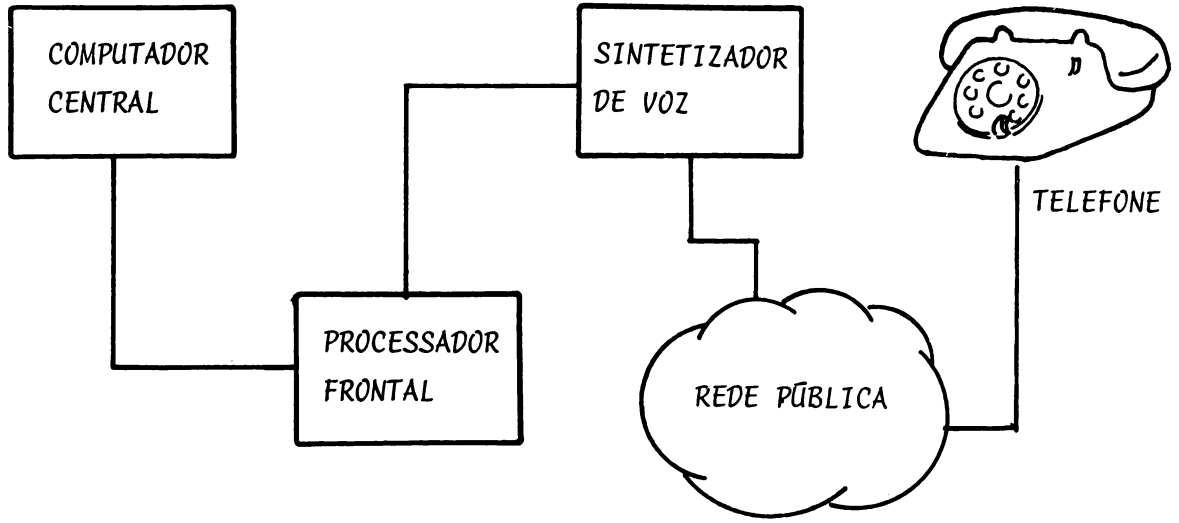 COMPUTADOR
CENTRAL
SINTETIZADOR
DE VOZ
TELEFONE
PROCESSADOR
FRONTAL
REDE PÚBLICA